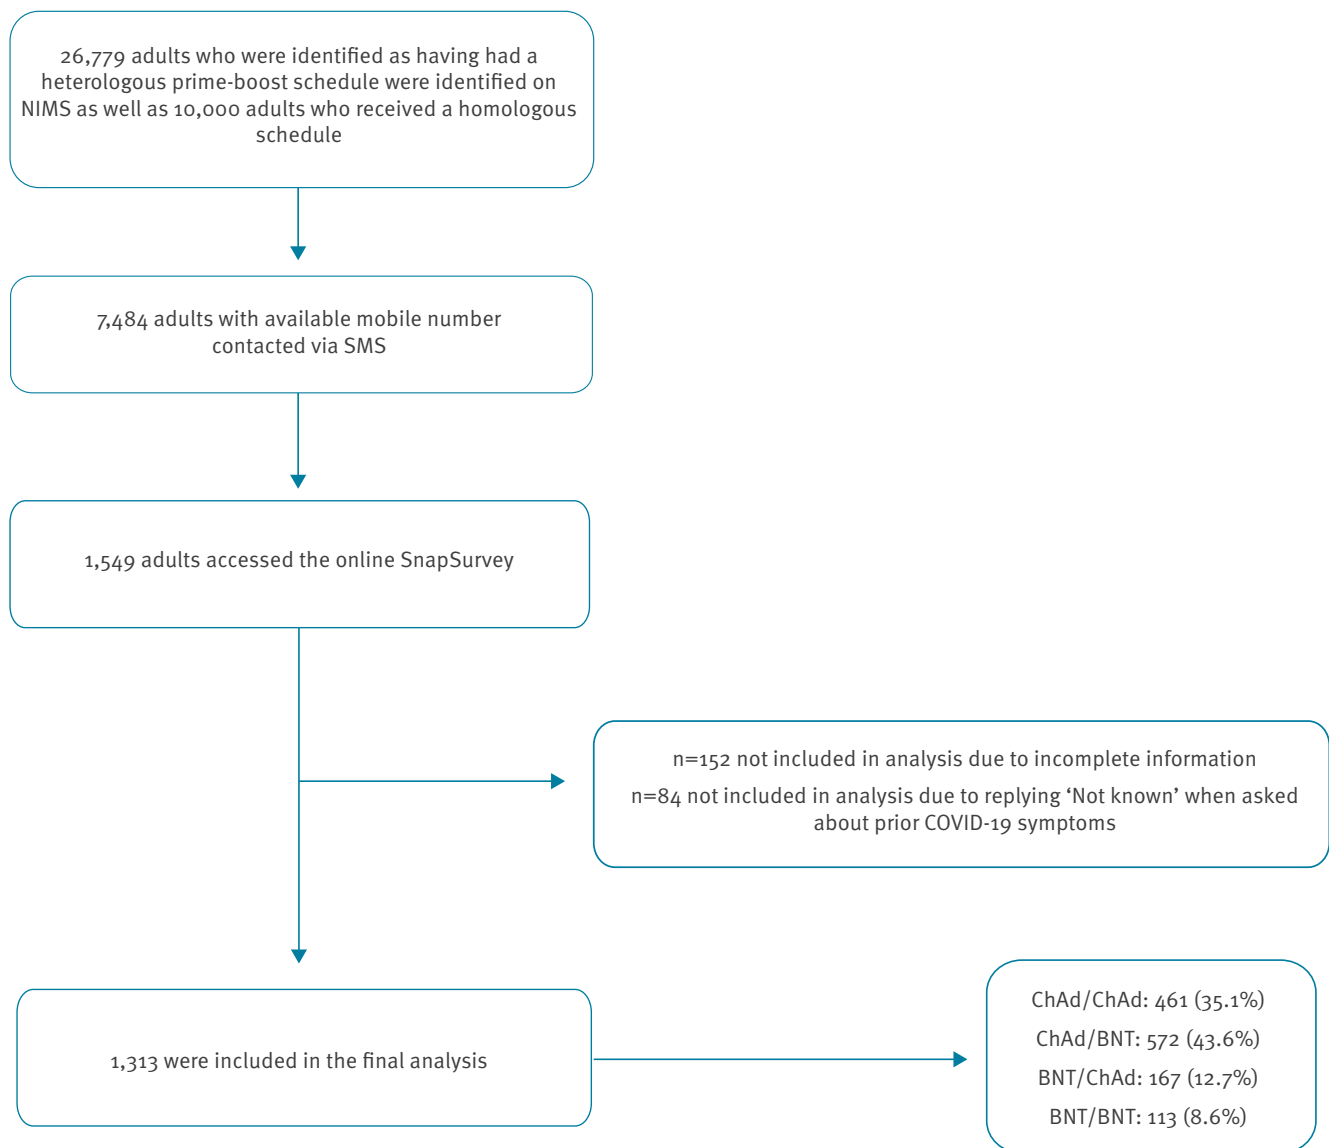 26,779 adults who were identified as having had a
heterologous prime-boost schedule were identified on
NIMS as well as 10,000 adults who received a homologous
schedule
7,484 adults with available mobile number
contacted via SMS
1,549 adults accessed the online SnapSurvey
n=152 not included in analysis due to incomplete information
n=84 not included in analysis due to replying ‘Not known’ when asked
about prior COVID-19 symptoms
1,313 were included in the final analysis
ChAd/ChAd: 461 (35.1%)
ChAd/BNT: 572 (43.6%)
BNT/ChAd: 167 (12.7%)
BNT/BNT: 113 (8.6%)